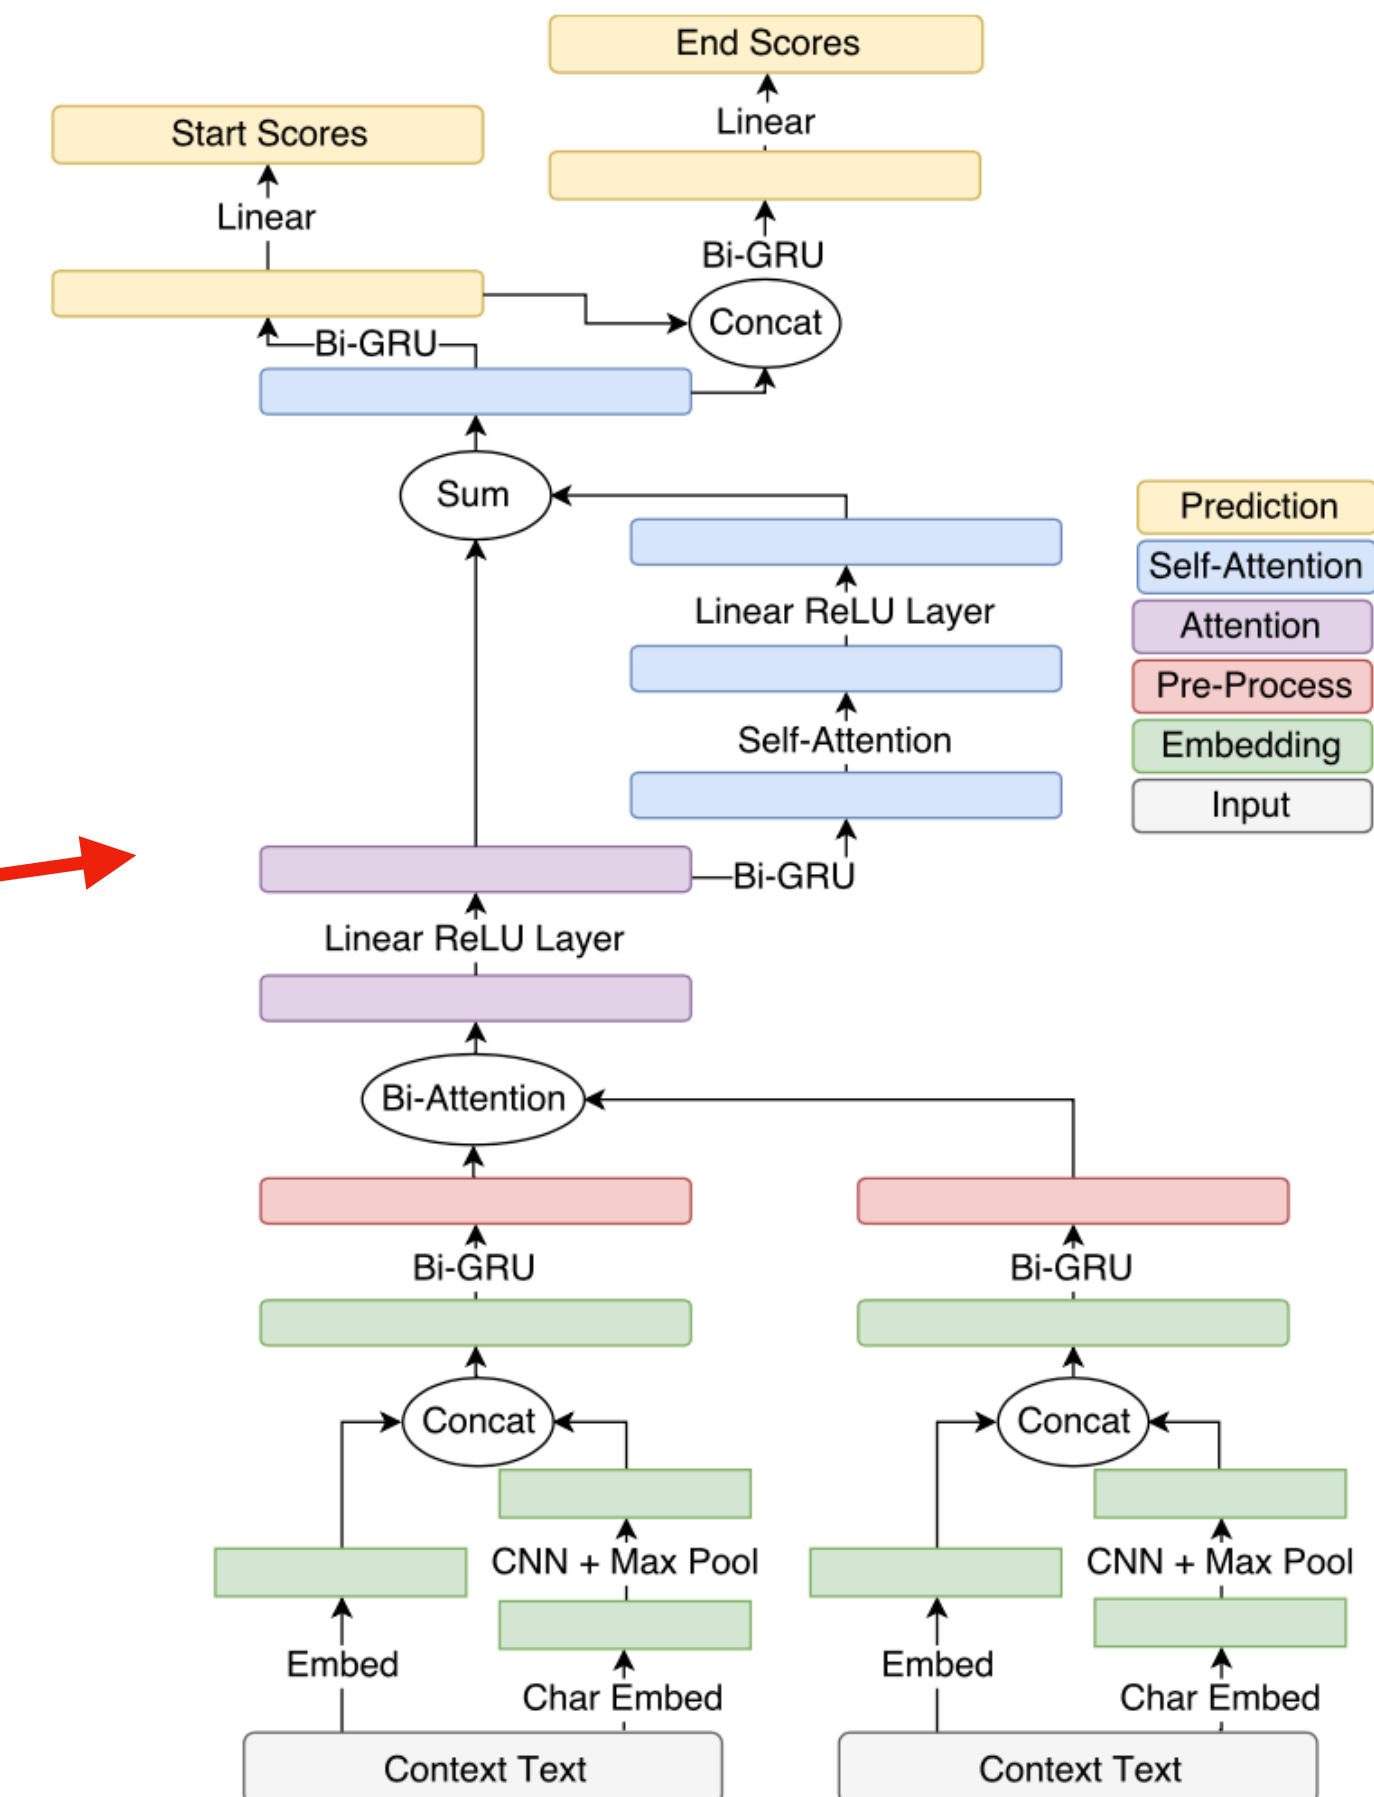 End Scores
Start Scores
Linear
Linear
Bi-GRU
Concat
Bi-GRU
Sum
Prediction
Self-Attention
Attention
Pre-Process
Embedding
Input
Linear ReLU Layer
Self-Attention
Bi-GRU
Linear ReLU Layer
Bi-Attention
Bi-GRU
Bi-GRU
Concat
Concat
CNN + Max Pool
CNN + Max Pool
Embed
Char Embed
Embed
Char Embed
Context Text
Context Text